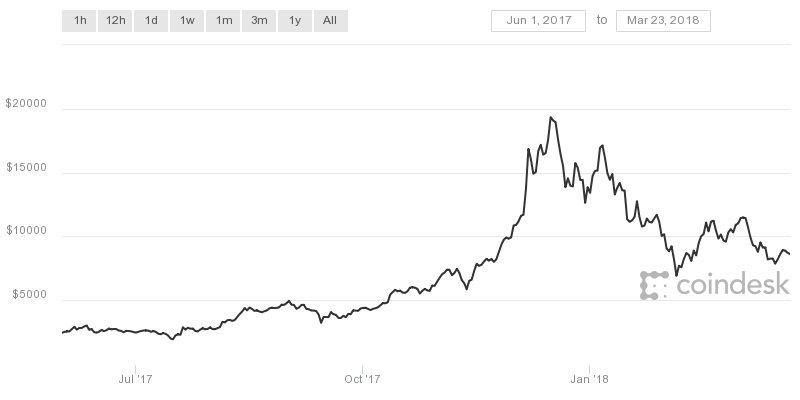 1h 12h 1d 1w 1m 3m 1y All Jun 1, 2017 to Mar 23, 2018
$20000
$15000
$10000
$5000
coindesk
Jul '17 Oct '17 Jan '18